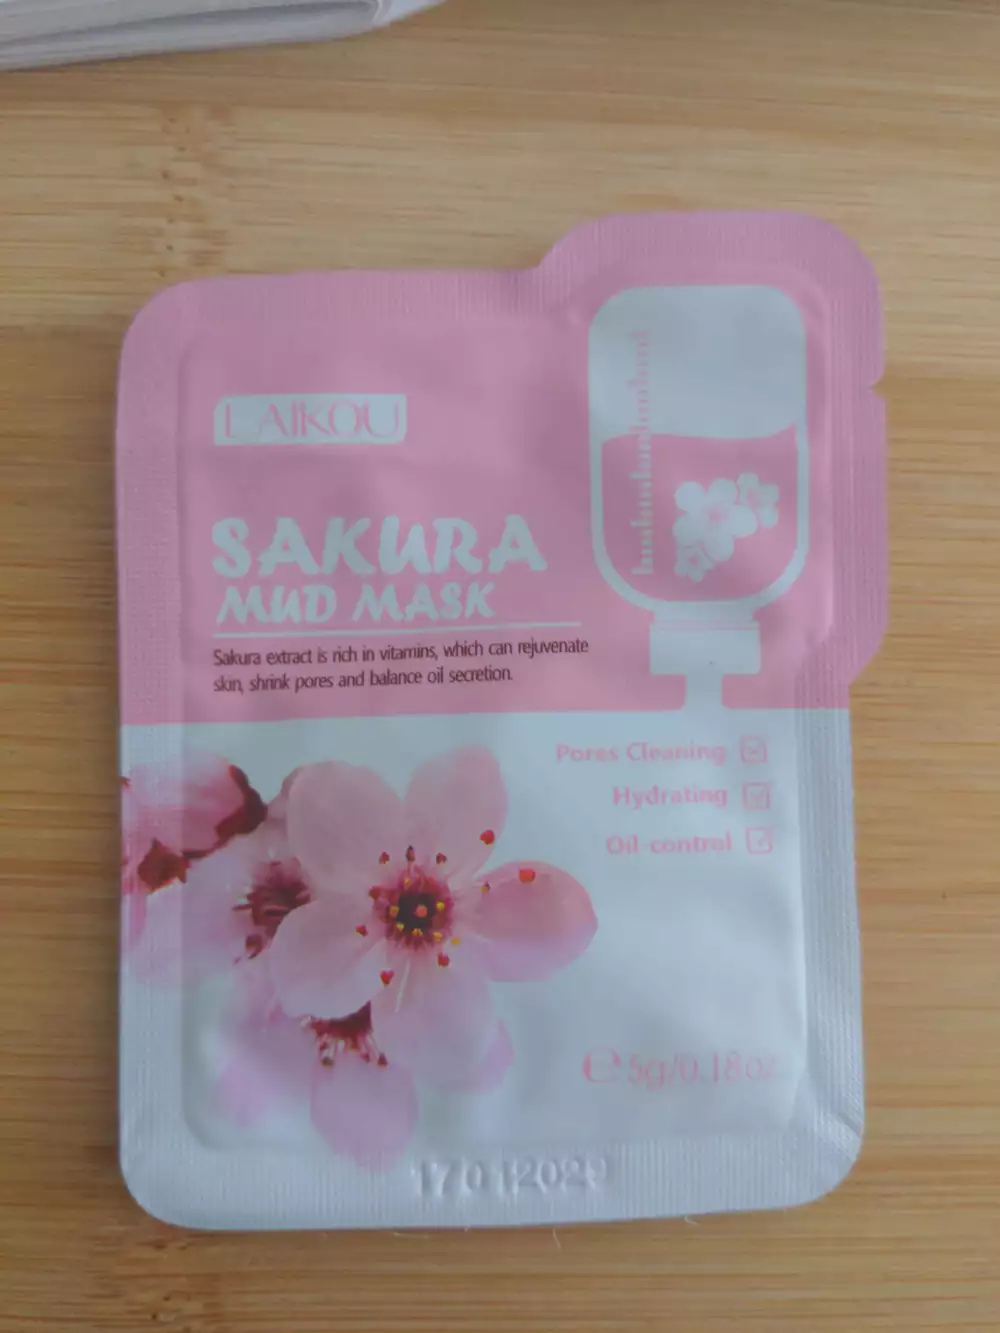 LAIKOU
SAKURA
MUD MASK
Sakura extract is rich in vitamins, which can rejuvenate
skin, shrink pores and balance oil secretion.
Pores Cleaning
Hydrating
Oil-control
℮ 5g/0.18oz